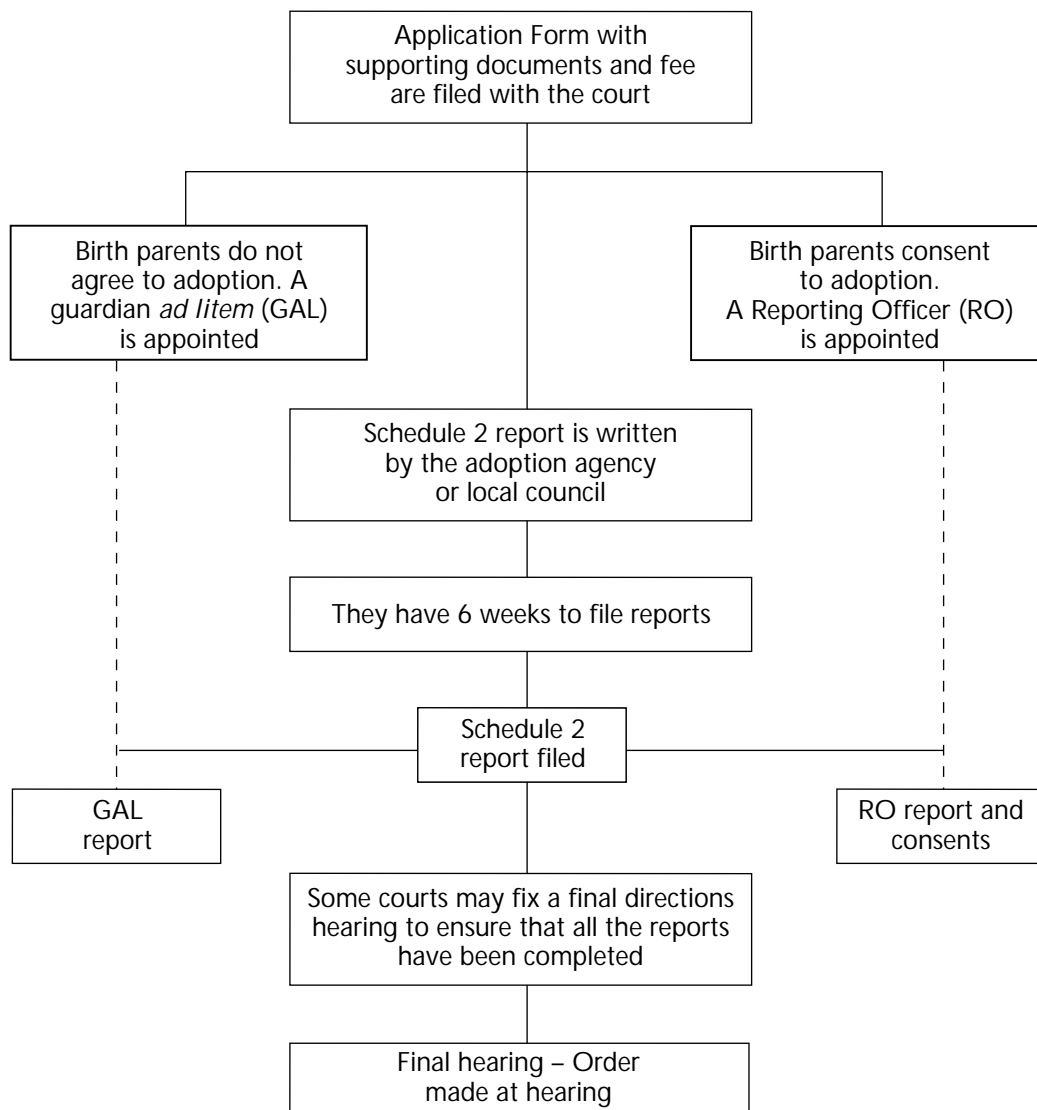 Application Form with
supporting documents and fee
are filed with the court
Birth parents do not
agree to adoption. A
guardian ad litem (GAL)
is appointed
Birth parents consent
to adoption.
A Reporting Officer (RO)
is appointed
Schedule 2 report is written
by the adoption agency
or local council
They have 6 weeks to file reports
Schedule 2
report filed
GAL
report
RO report and
consents
Some courts may fix a final directions
hearing to ensure that all the reports
have been completed
Final hearing – Order
made at hearing